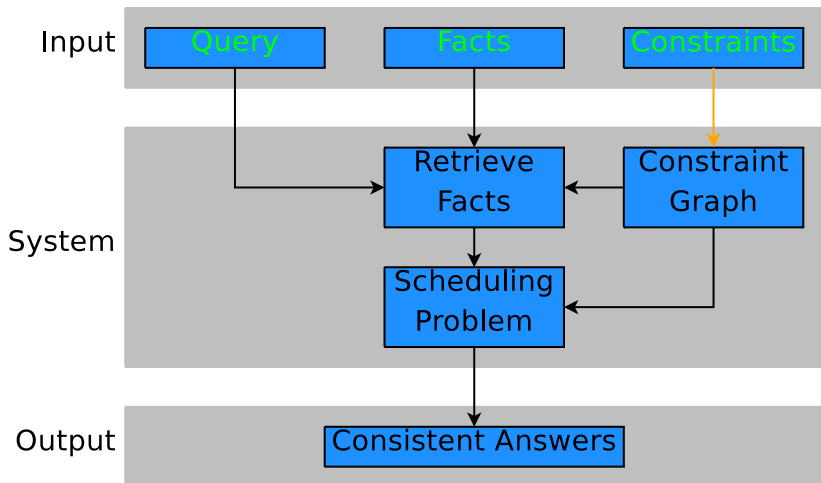 Input
Query
Facts
Constraints
System
Retrieve
Facts
Constraint
Graph
Scheduling
Problem
Output
Consistent Answers